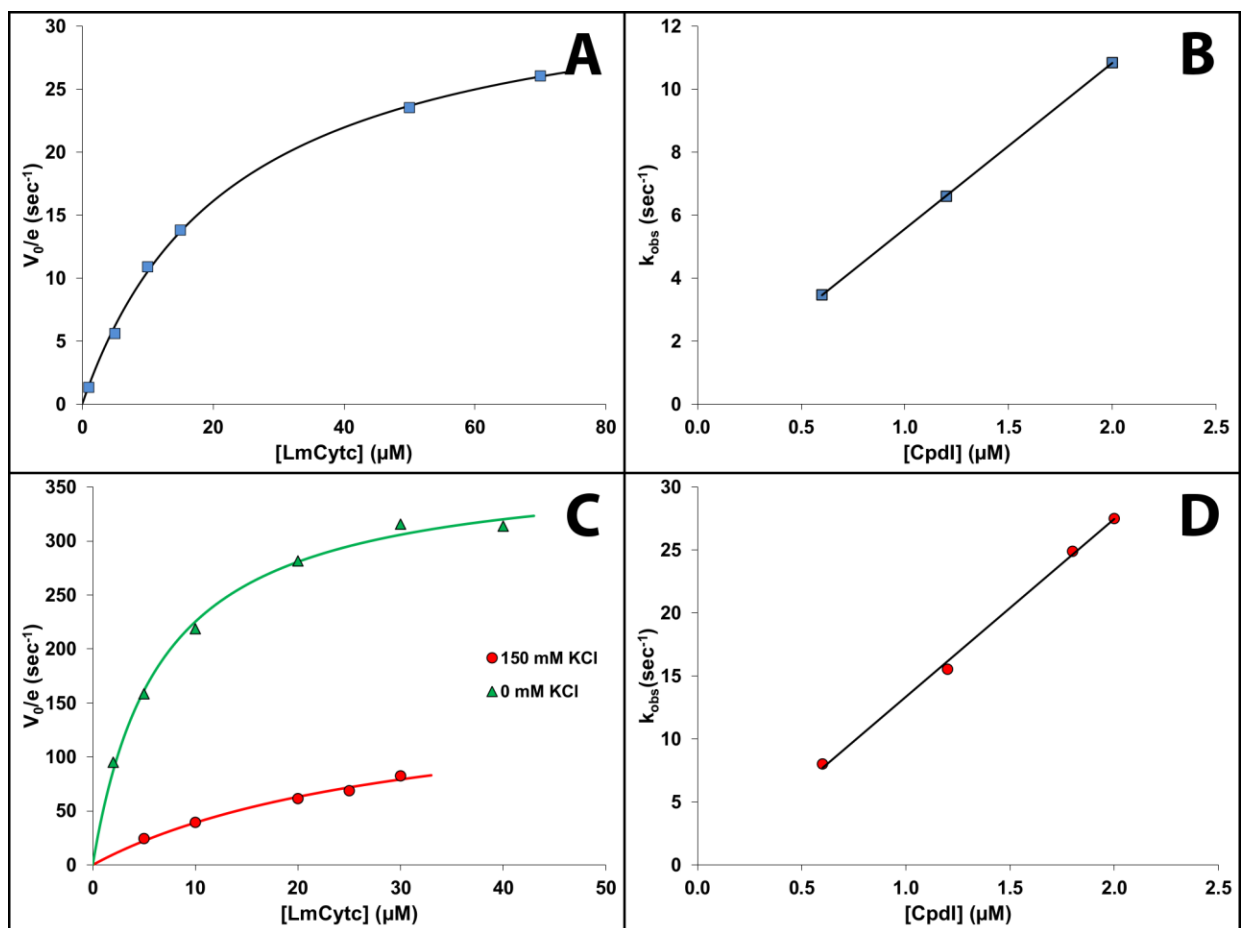 A
30
25
20
15
10
5
0
V₀/e (sec⁻¹)
0 20 40 60 80
[LmCytc] (µM)
B
12
10
8
6
4
2
0
k_obs (sec⁻¹)
0.0 0.5 1.0 1.5 2.0 2.5
[CpdI] (µM)
C
350
300
250
200
150
100
50
0
V₀/e (sec⁻¹)
150 mM KCl
0 mM KCl
0 10 20 30 40 50
[LmCytc] (µM)
D
30
25
20
15
10
5
0
k_obs(sec⁻¹)
0.0 0.5 1.0 1.5 2.0 2.5
[CpdI] (µM)